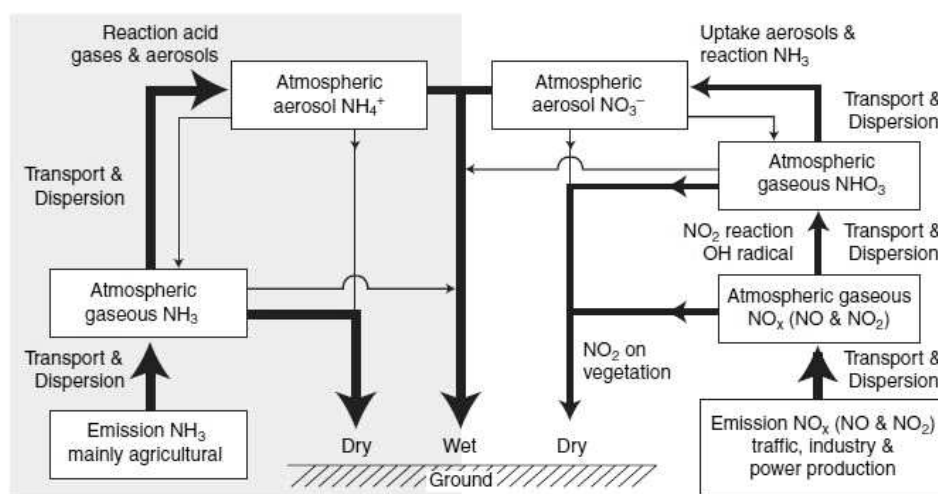 Reaction acid
gases & aerosols
Uptake aerosols &
reaction NH₃
Atmospheric
aerosol NH₄⁺
Atmospheric
aerosol NO₃⁻
Transport &
Dispersion
Transport &
Dispersion
Atmospheric
gaseous NHO₃
NO₂ reaction
OH radical
Transport &
Dispersion
Atmospheric
gaseous NH₃
Atmospheric gaseous
NOₓ (NO & NO₂)
Transport &
Dispersion
NO₂ on
vegetation
Transport &
Dispersion
Emission NH₃
mainly agricultural
Dry
Wet
Dry
Emission NOₓ (NO & NO₂)
traffic, industry &
power production
Ground